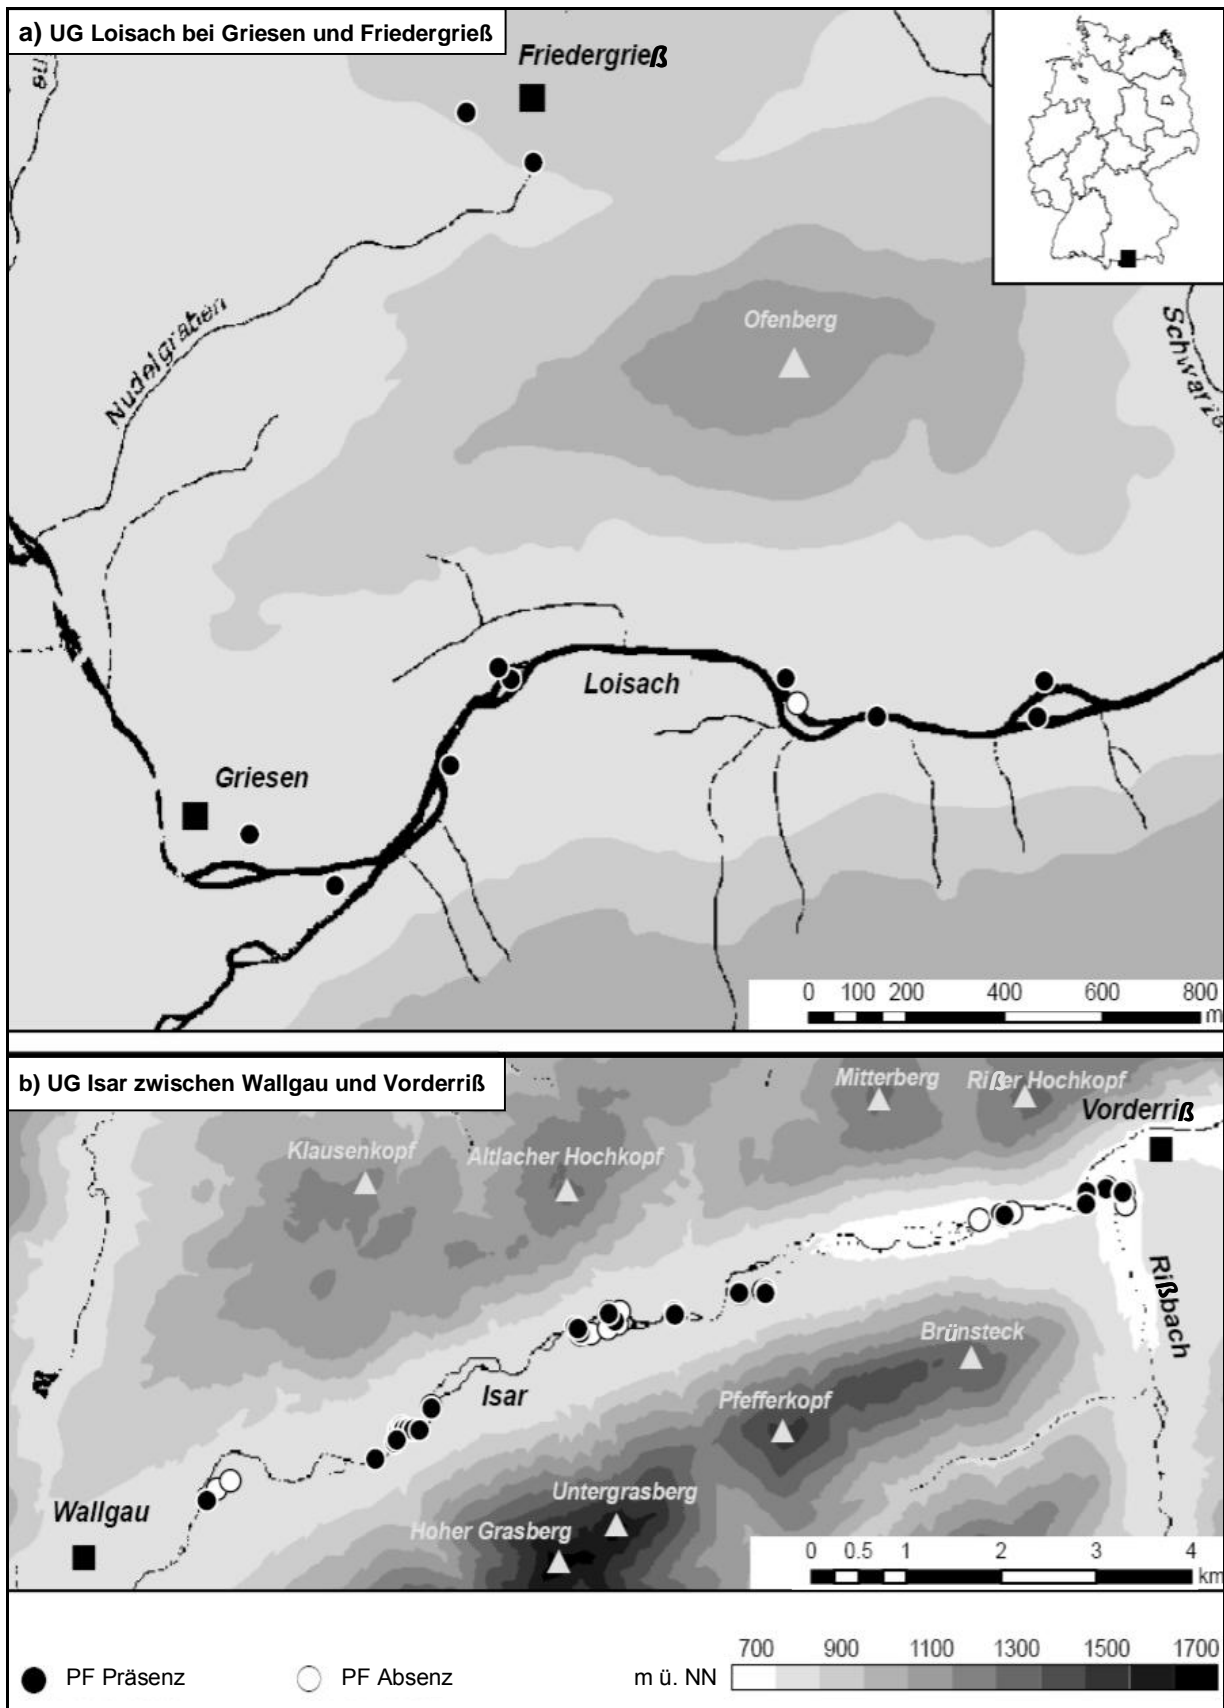 a) UG Loisach bei Griesen und Friedergrieß
Friedergrieß
Ofenberg
Nudelgraben
Loisach
Griesen
0 100 200 400 600 800
m
b) UG Isar zwischen Wallgau und Vorderriß
Mitterberg
Rißer Hochkopf
Vorderriß
Klausenkopf
Altlacher Hochkopf
Rißbach
Brünsteck
Isar
Pfefferkopf
Untergrasberg
Wallgau
Hoher Grasberg
0 0.5 1 2 3 4
km
PF Präsenz
PF Absenz
m ü. NN
700 900 1100 1300 1500 1700